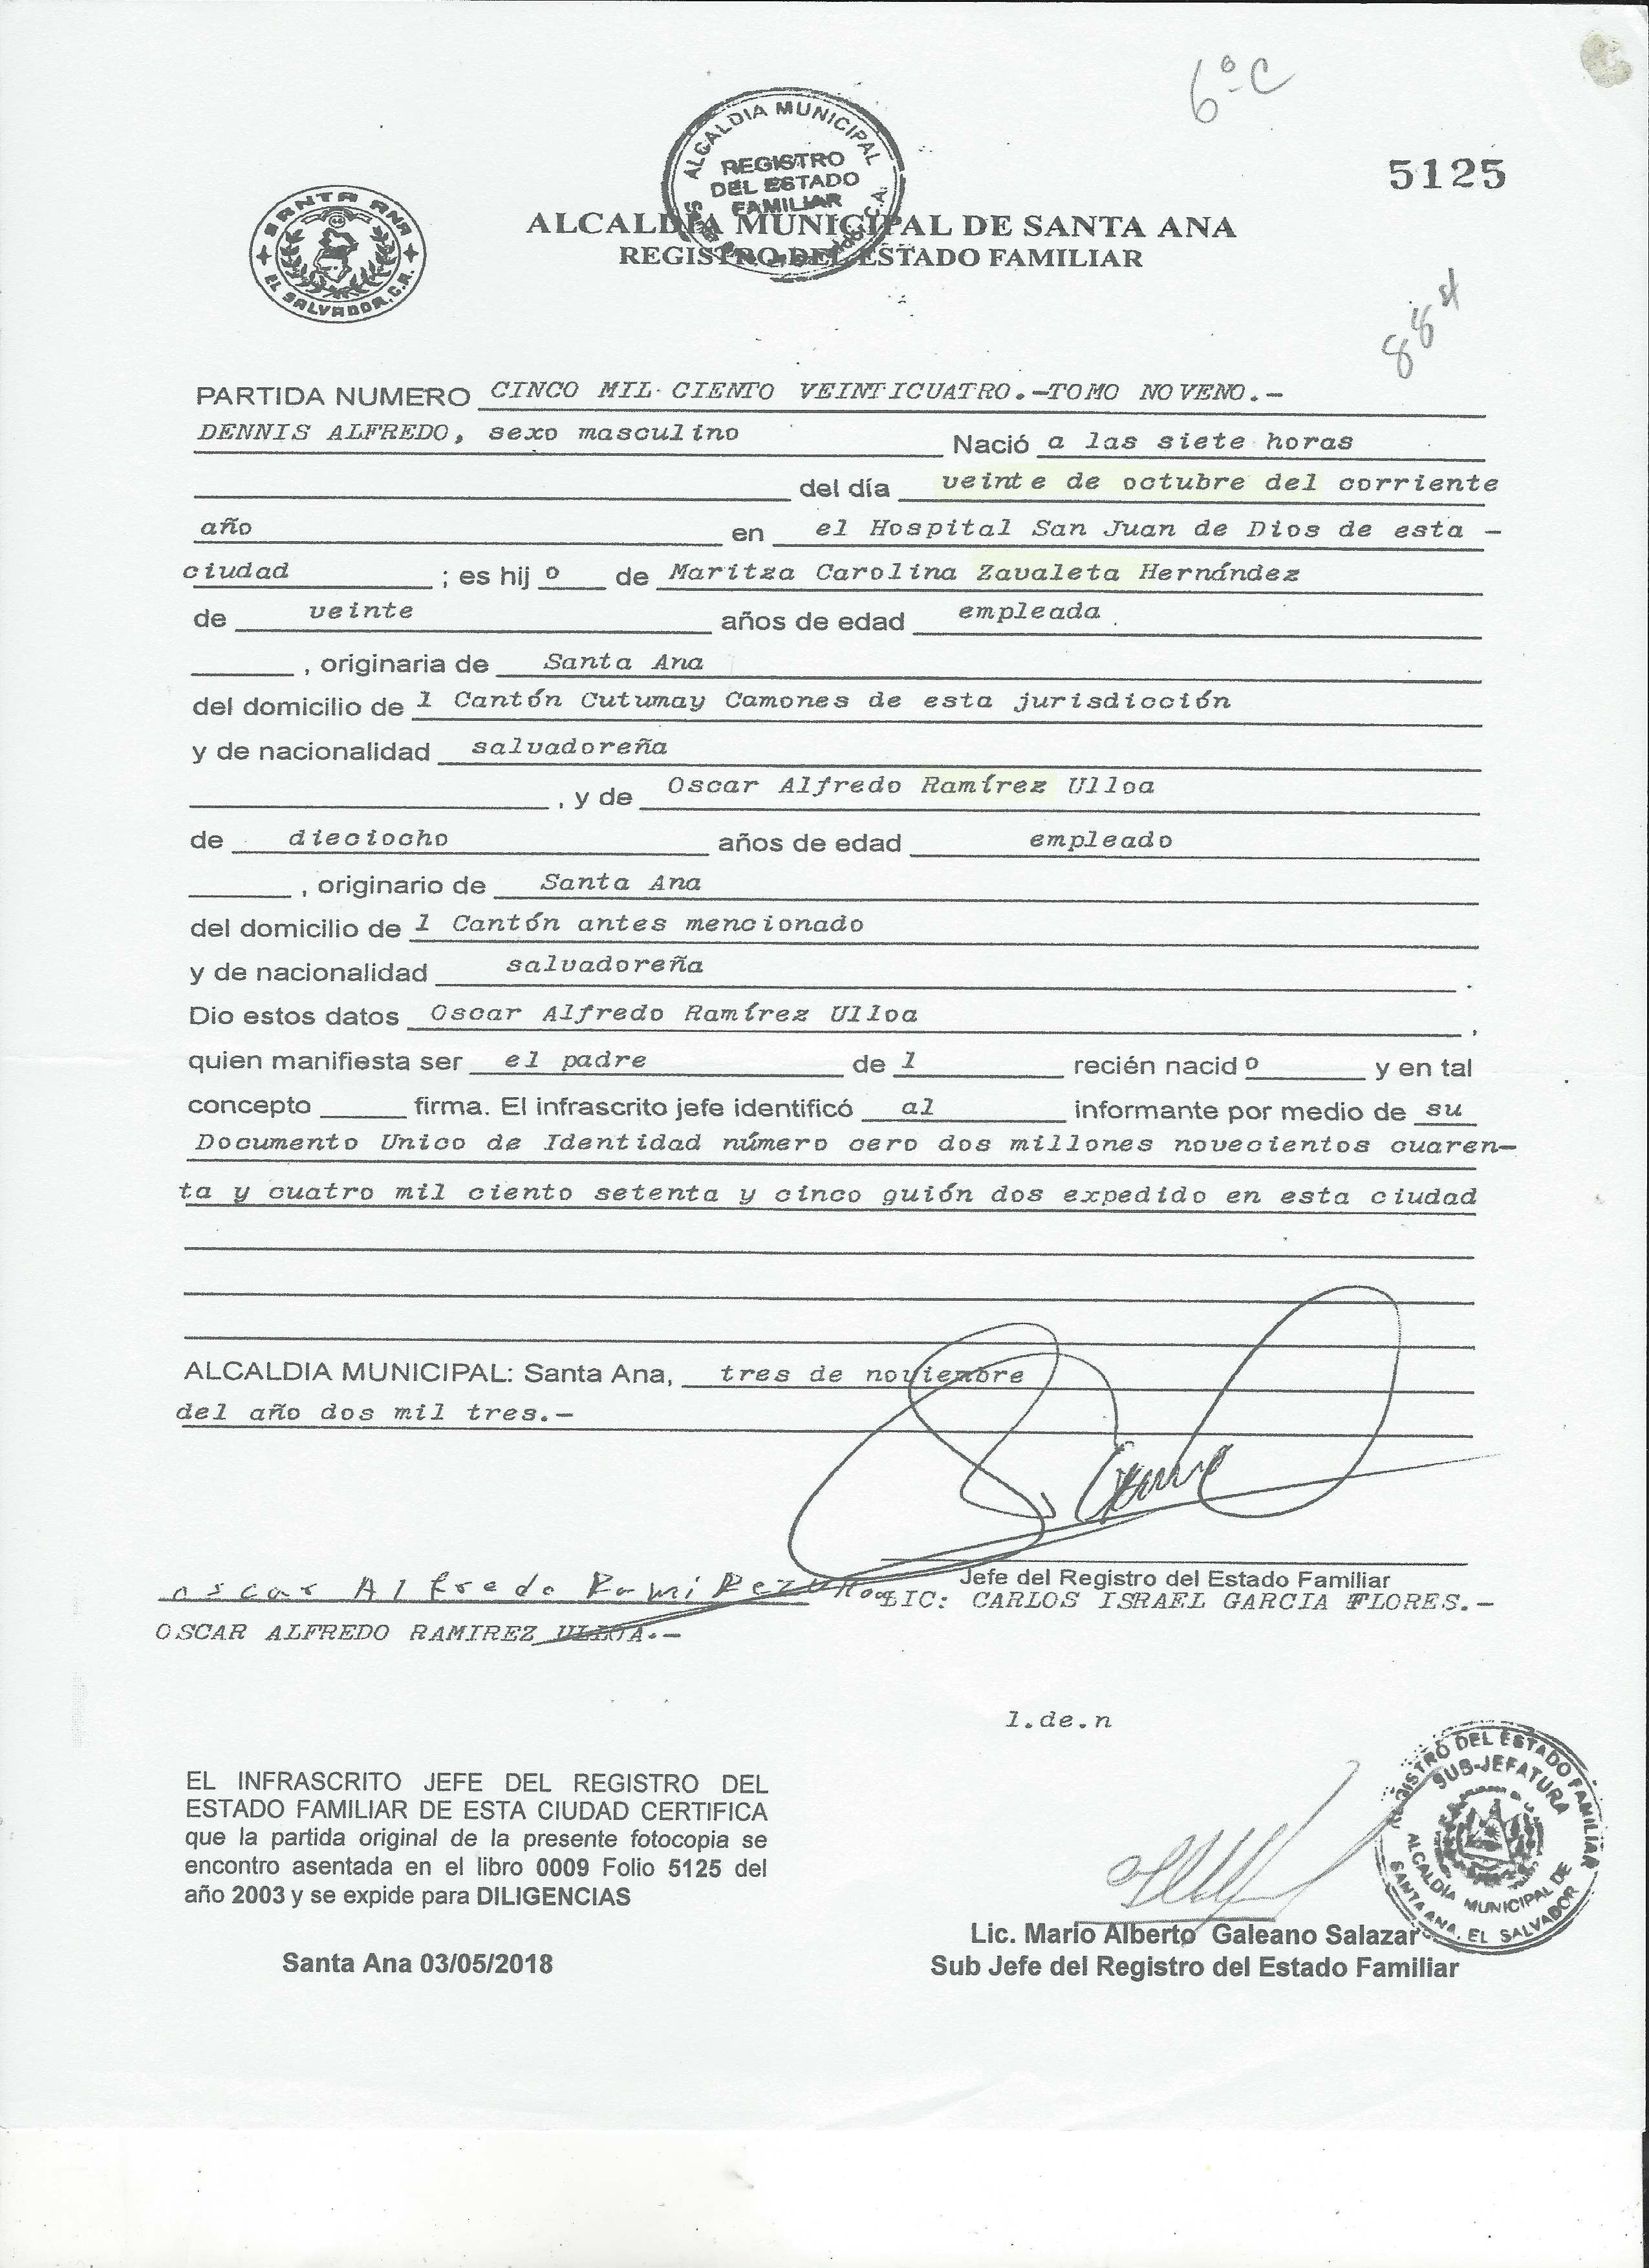 6º C
ALCALDIA MUNICIPAL
REGISTRO
DEL ESTADO
FAMILIAR
5125
SANTA ANA
EL SALVADOR, C.A.
ALCALDIA MUNICIPAL DE SANTA ANA
REGISTRO DEL ESTADO FAMILIAR
PARTIDA NUMERO CINCO MIL CIENTO VEINTICUATRO.-TOMO NOVENO.-
DENNIS ALFREDO, sexo masculino Nació a las siete horas
del día veinte de octubre del corriente
año en el Hospital San Juan de Dios de esta -
ciudad ; es hij o de Maritza Carolina Zavaleta Hernández
de veinte años de edad empleada
, originaria de Santa Ana
del domicilio de l Cantón Cutumay Camones de esta jurisdicción
y de nacionalidad salvadoreña
, y de Oscar Alfredo Ramírez Ulloa
de dieciocho años de edad empleado
, originario de Santa Ana
del domicilio de l Cantón antes mencionado
y de nacionalidad salvadoreña .
Dio estos datos Oscar Alfredo Ramírez Ulloa ,
quien manifiesta ser el padre de l recién nacid o y en tal
concepto firma. El infrascrito jefe identificó al informante por medio de su
Documento Unico de Identidad número cero dos millones novecientos cuaren-
ta y cuatro mil ciento setenta y cinco guión dos expedido en esta ciudad
ALCALDIA MUNICIPAL: Santa Ana, tres de noviembre
del año dos mil tres.-
Jefe del Registro del Estado Familiar
oscar Alfredo RamiRez Ulloa LIC: CARLOS ISRAEL GARCIA FLORES.-
OSCAR ALFREDO RAMIREZ ULLOA.-
l.de.n
EL INFRASCRITO JEFE DEL REGISTRO DEL
ESTADO FAMILIAR DE ESTA CIUDAD CERTIFICA
que la partida original de la presente fotocopia se
encontro asentada en el libro 0009 Folio 5125 del
año 2003 y se expide para DILIGENCIAS
REGISTRO DEL ESTADO FAMILIAR
SUB-JEFATURA
ALCALDÍA MUNICIPAL DE
SANTA ANA, EL SALVADOR
Lic. Mario Alberto Galeano Salazar
Santa Ana 03/05/2018
Sub Jefe del Registro del Estado Familiar